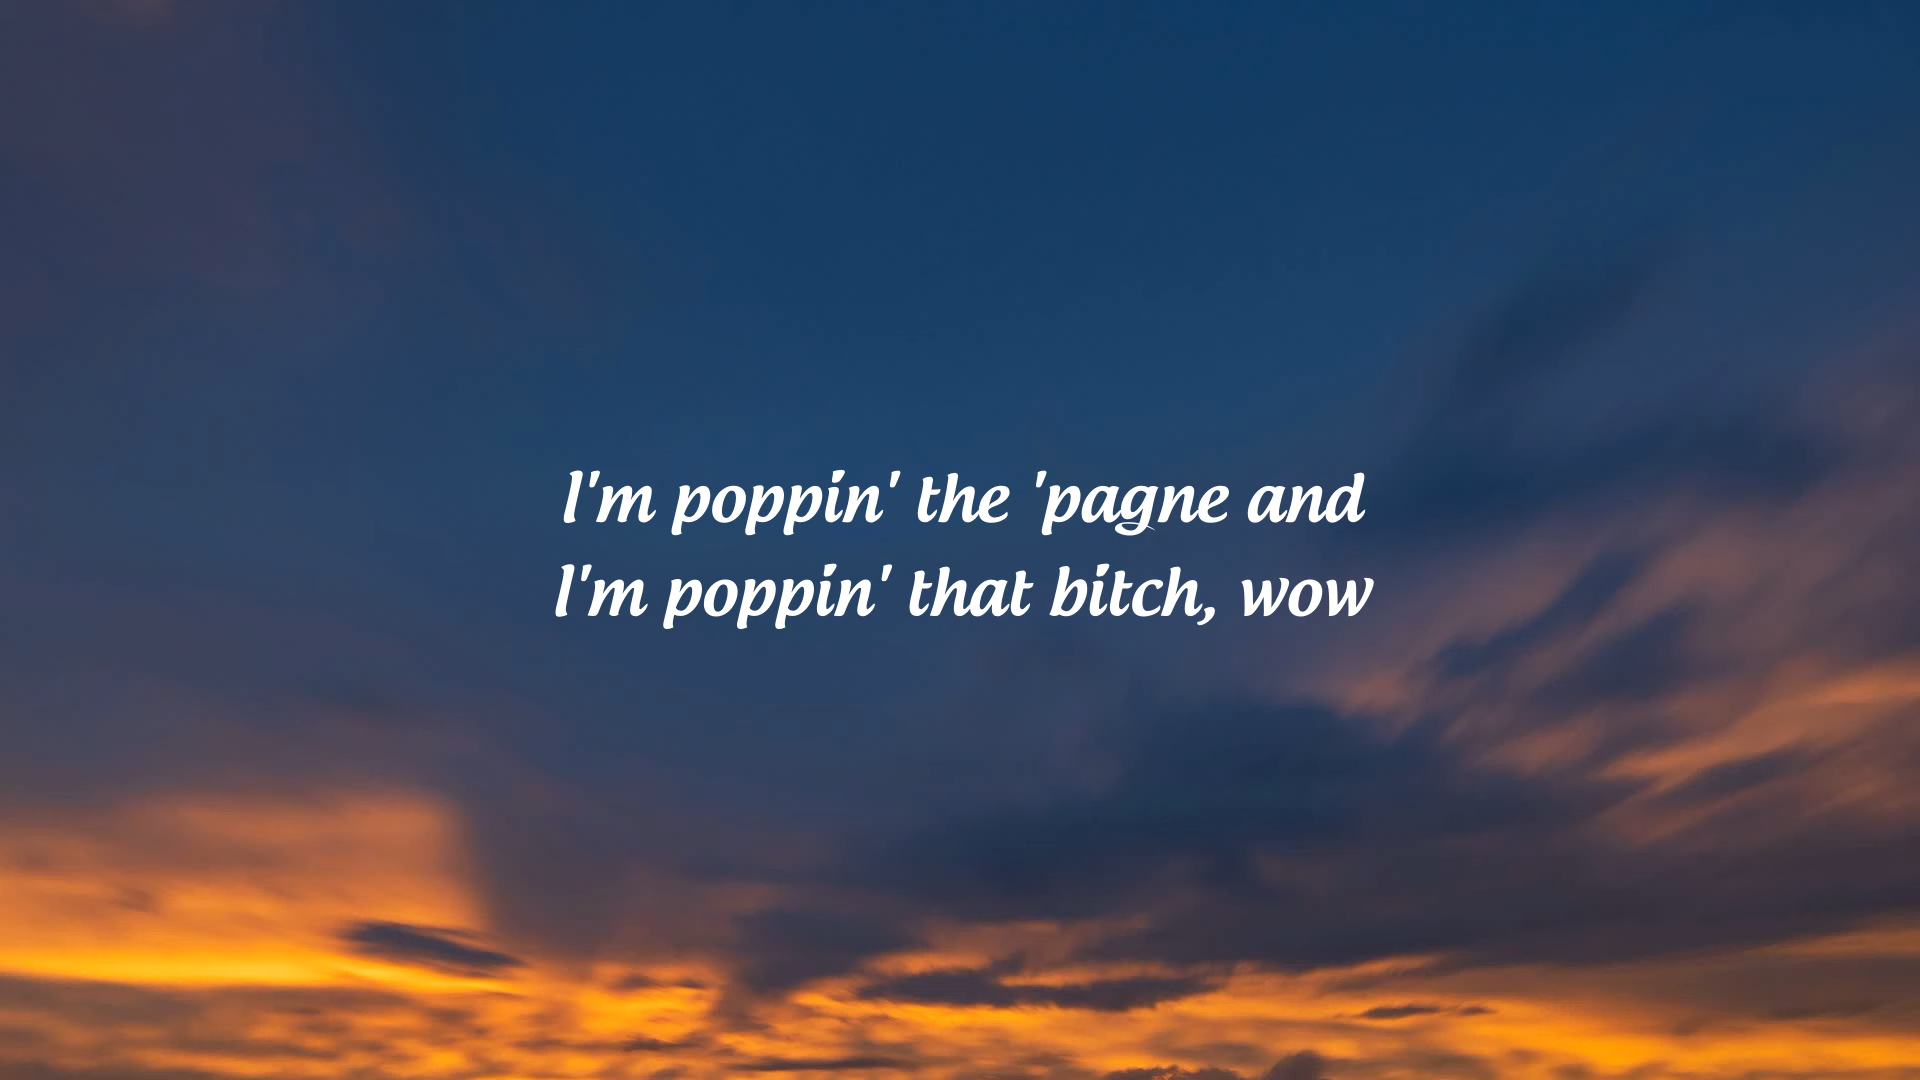 I'm poppin' the 'pagne and
I'm poppin' that bitch, wow